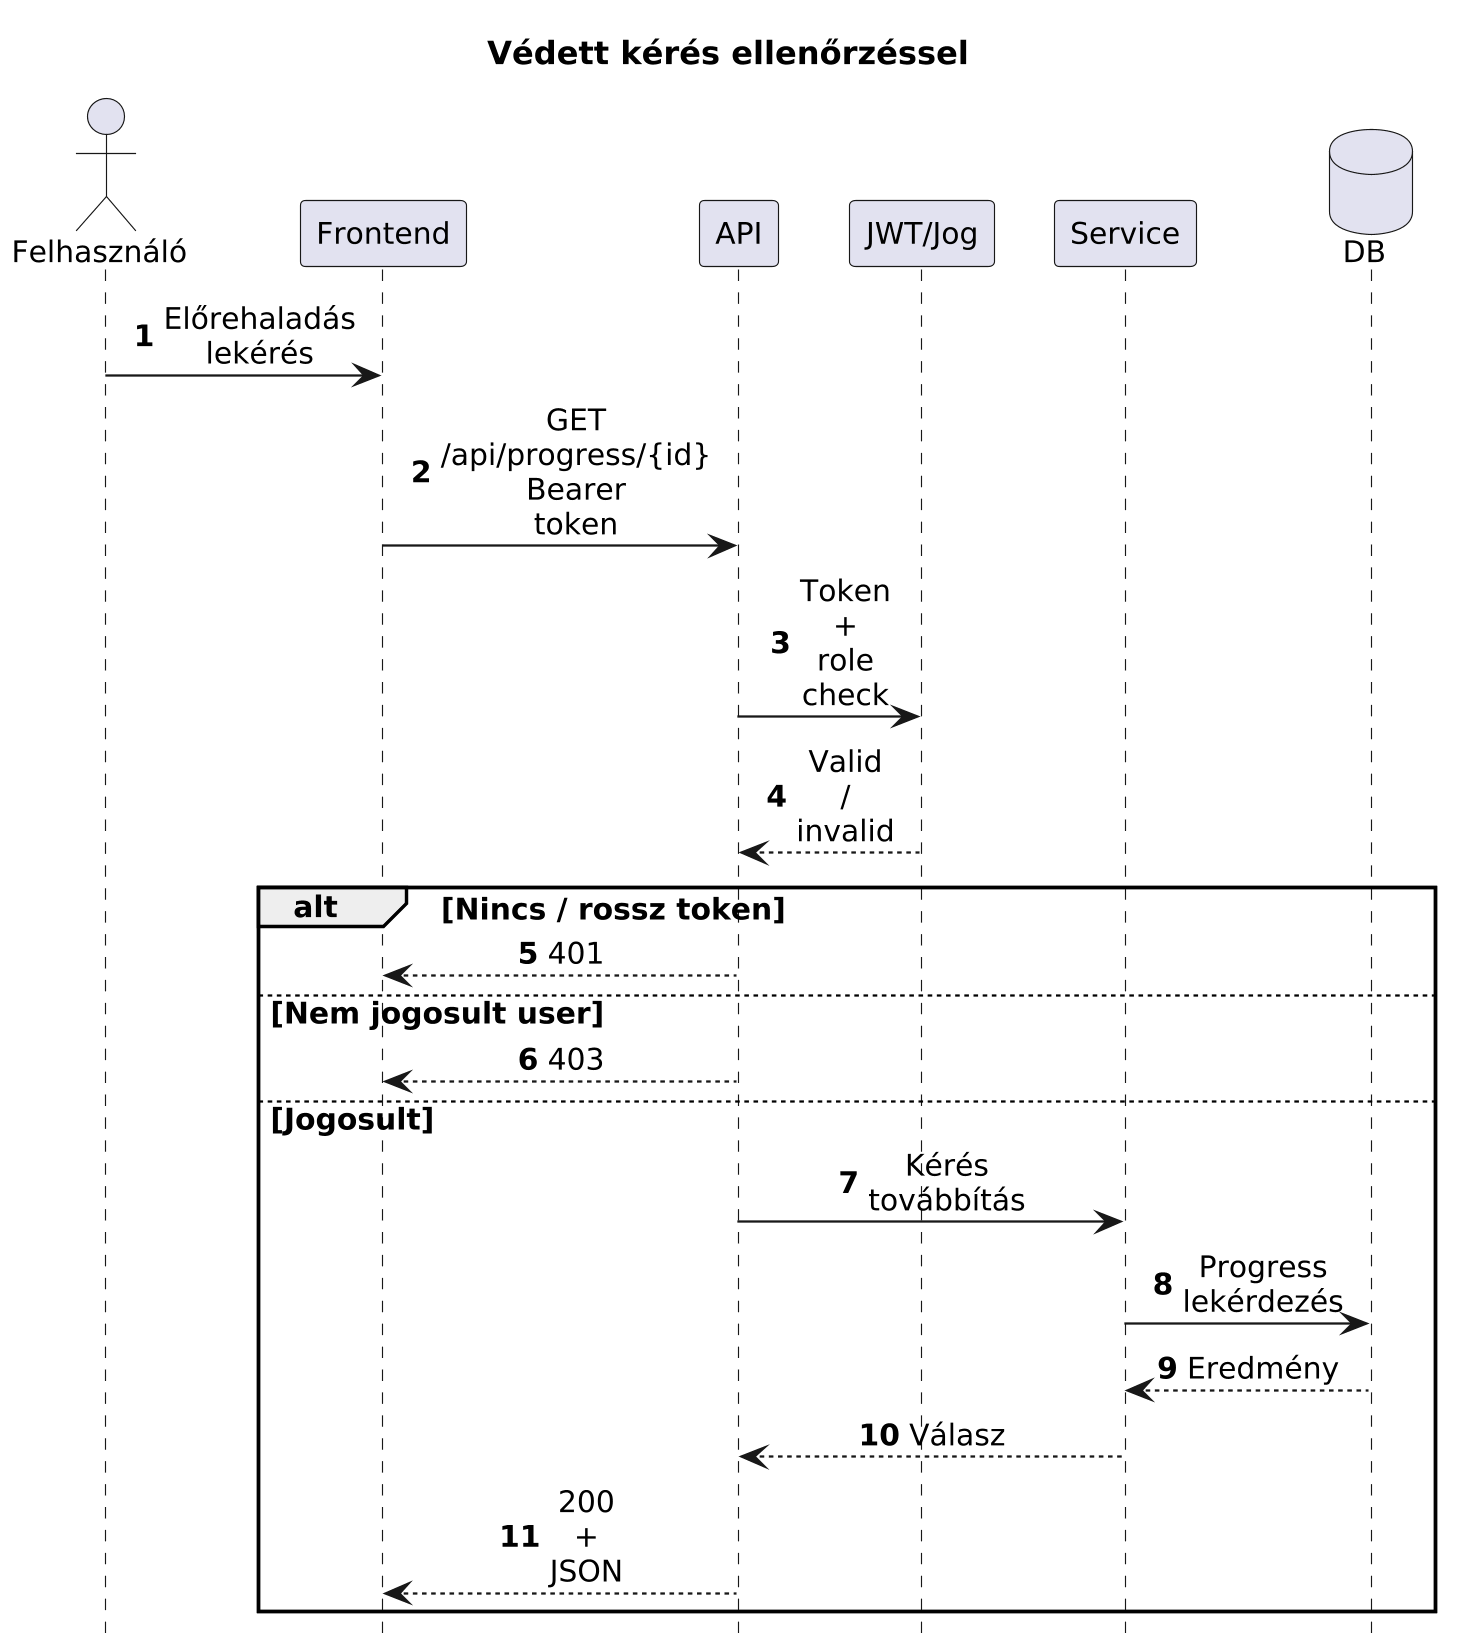 Védett kérés ellenőrzéssel
Felhasználó
Frontend
API
JWT/Jog
Service
DB
1 Előrehaladás
lekérés
2 GET
/api/progress/{id}
Bearer
token
3 Token
+
role
check
4 Valid
/
invalid
alt [Nincs / rossz token]
5 401
[Nem jogosult user]
6 403
[Jogosult]
7 Kérés
továbbítás
8 Progress
lekérdezés
9 Eredmény
10 Válasz
11 200
+
JSON